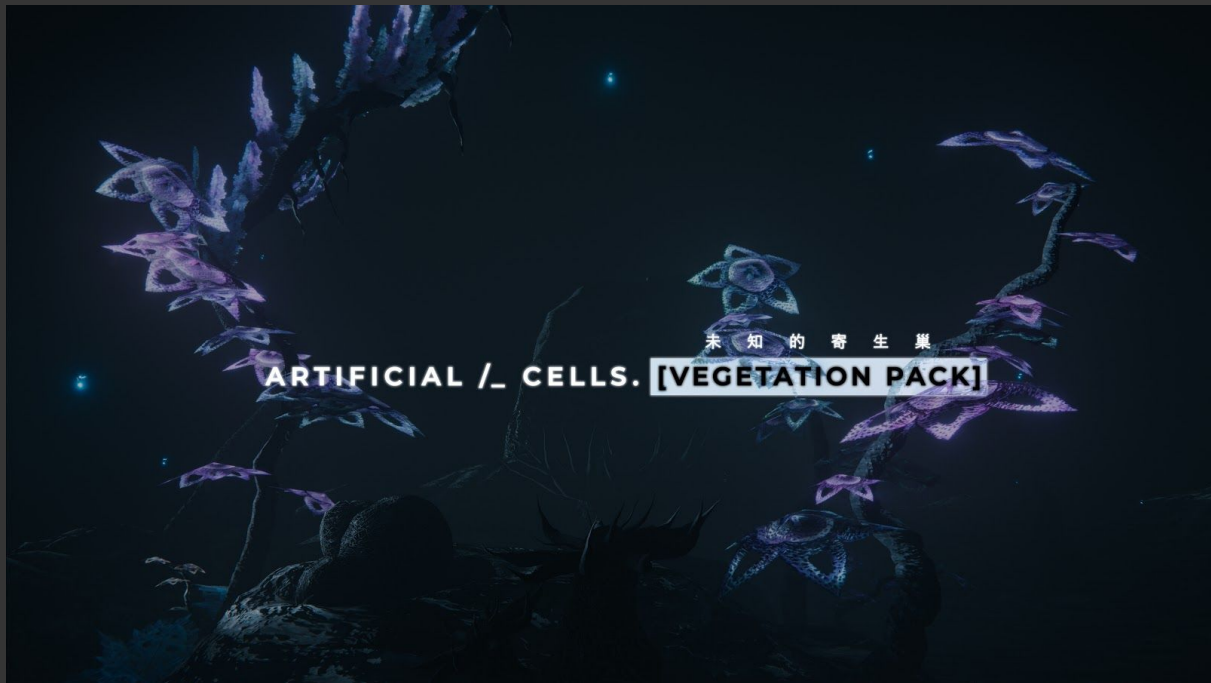 未知的寄生巢
ARTIFICIAL /_ CELLS. [VEGETATION PACK]